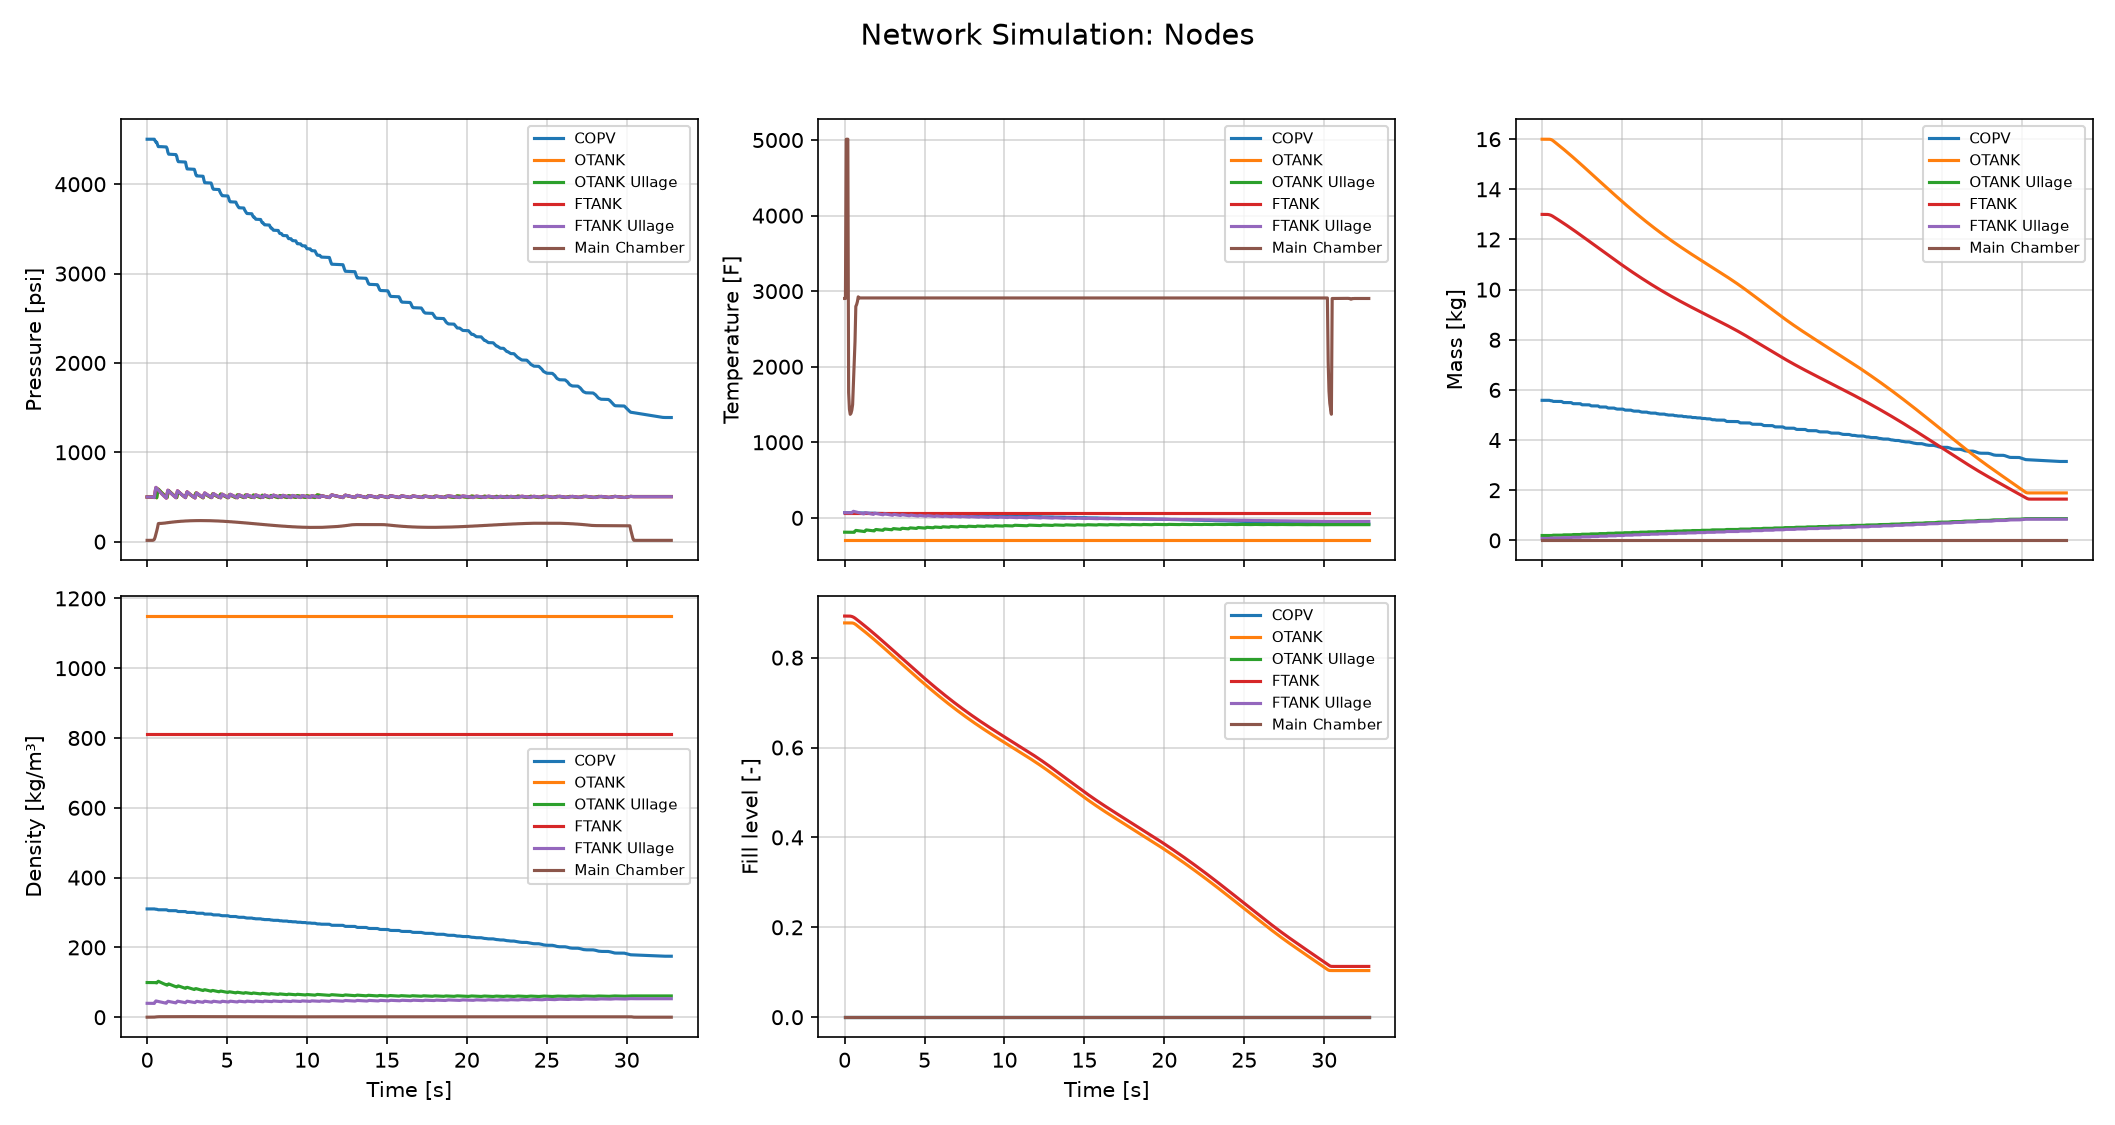 Network Simulation: Nodes
Pressure [psi]
4000
3000
2000
1000
0
COPV
OTANK
OTANK Ullage
FTANK
FTANK Ullage
Main Chamber
Temperature [F]
5000
4000
3000
2000
1000
0
COPV
OTANK
OTANK Ullage
FTANK
FTANK Ullage
Main Chamber
Mass [kg]
16
14
12
10
8
6
4
2
0
COPV
OTANK
OTANK Ullage
FTANK
FTANK Ullage
Main Chamber
Density [kg/m³]
1200
1000
800
600
400
200
0
COPV
OTANK
OTANK Ullage
FTANK
FTANK Ullage
Main Chamber
0 5 10 15 20 25 30
Time [s]
Fill level [-]
0.8
0.6
0.4
0.2
0.0
COPV
OTANK
OTANK Ullage
FTANK
FTANK Ullage
Main Chamber
0 5 10 15 20 25 30
Time [s]